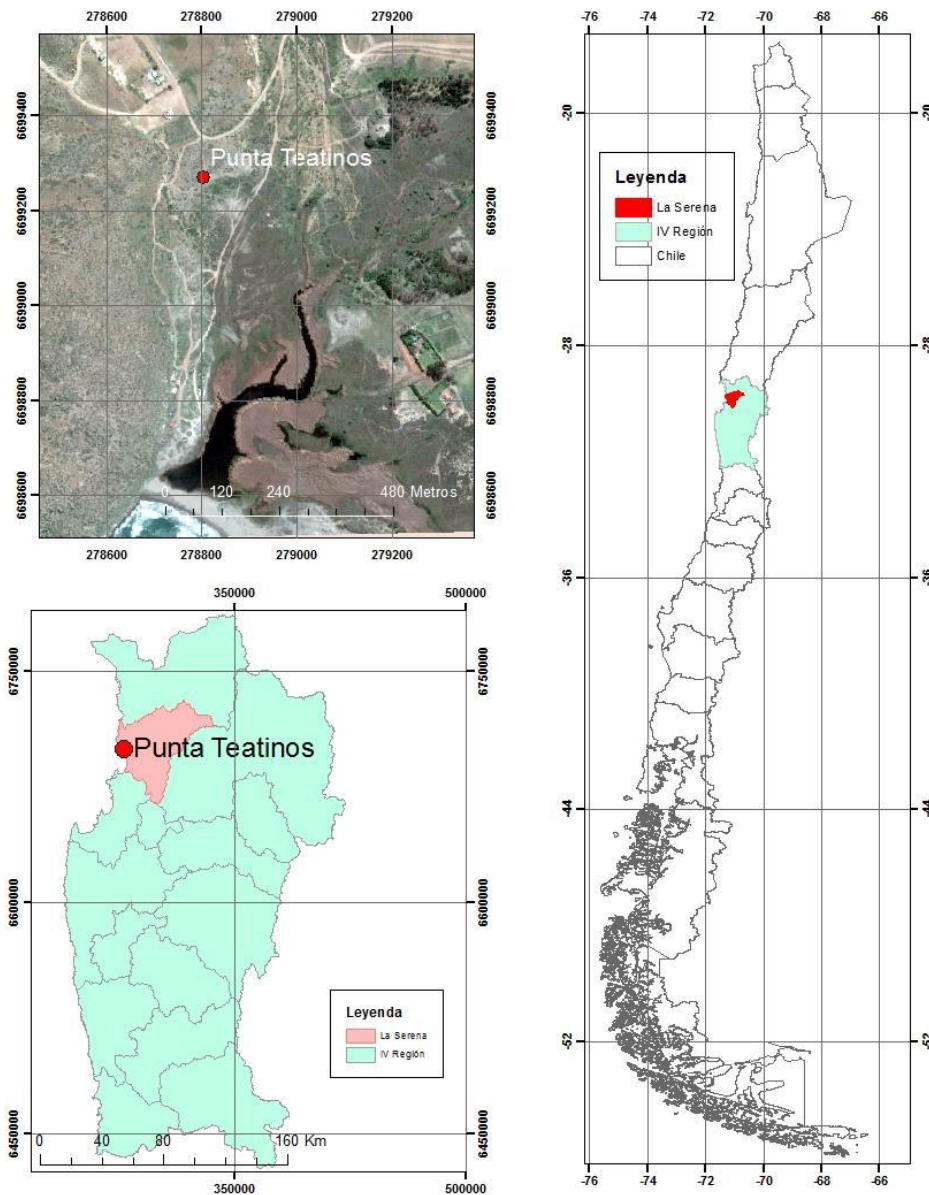 278600 278800 279000 279200
6699400
6699200
6699000
6698800
6698600
Punta Teatinos
0 120 240 480 Metros
6699400
6699200
6699000
6698800
6698600
278600 278800 279000 279200
350000 500000
6750000
6600000
6450000
Punta Teatinos
Leyenda
La Serena
IV Región
0 40 80 160 Km
6750000
6600000
6450000
350000 500000
-76 -74 -72 -70 -68 -66
-20
-28
-36
-44
-52
Leyenda
La Serena
IV Región
Chile
-20
-28
-36
-44
-52
-76 -74 -72 -70 -68 -66